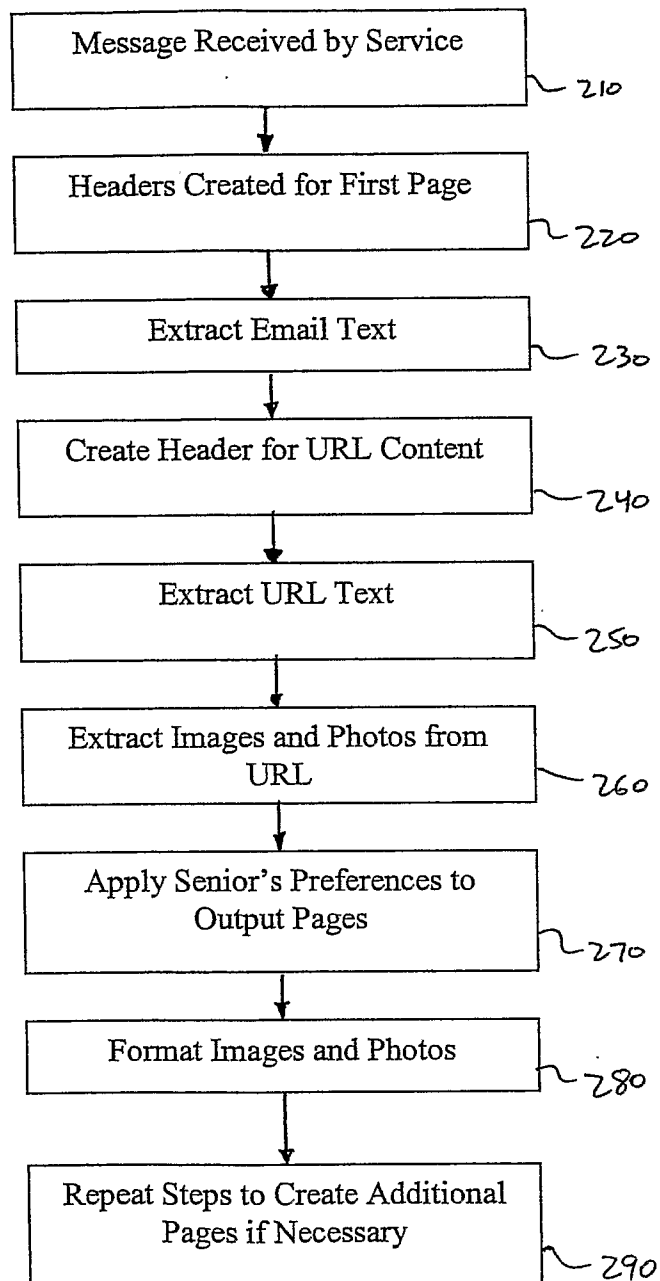 Message Received by Service
210
Headers Created for First Page
220
Extract Email Text
230
Create Header for URL Content
240
Extract URL Text
250
Extract Images and Photos from
URL
260
Apply Senior's Preferences to
Output Pages
270
Format Images and Photos
280
Repeat Steps to Create Additional
Pages if Necessary
290